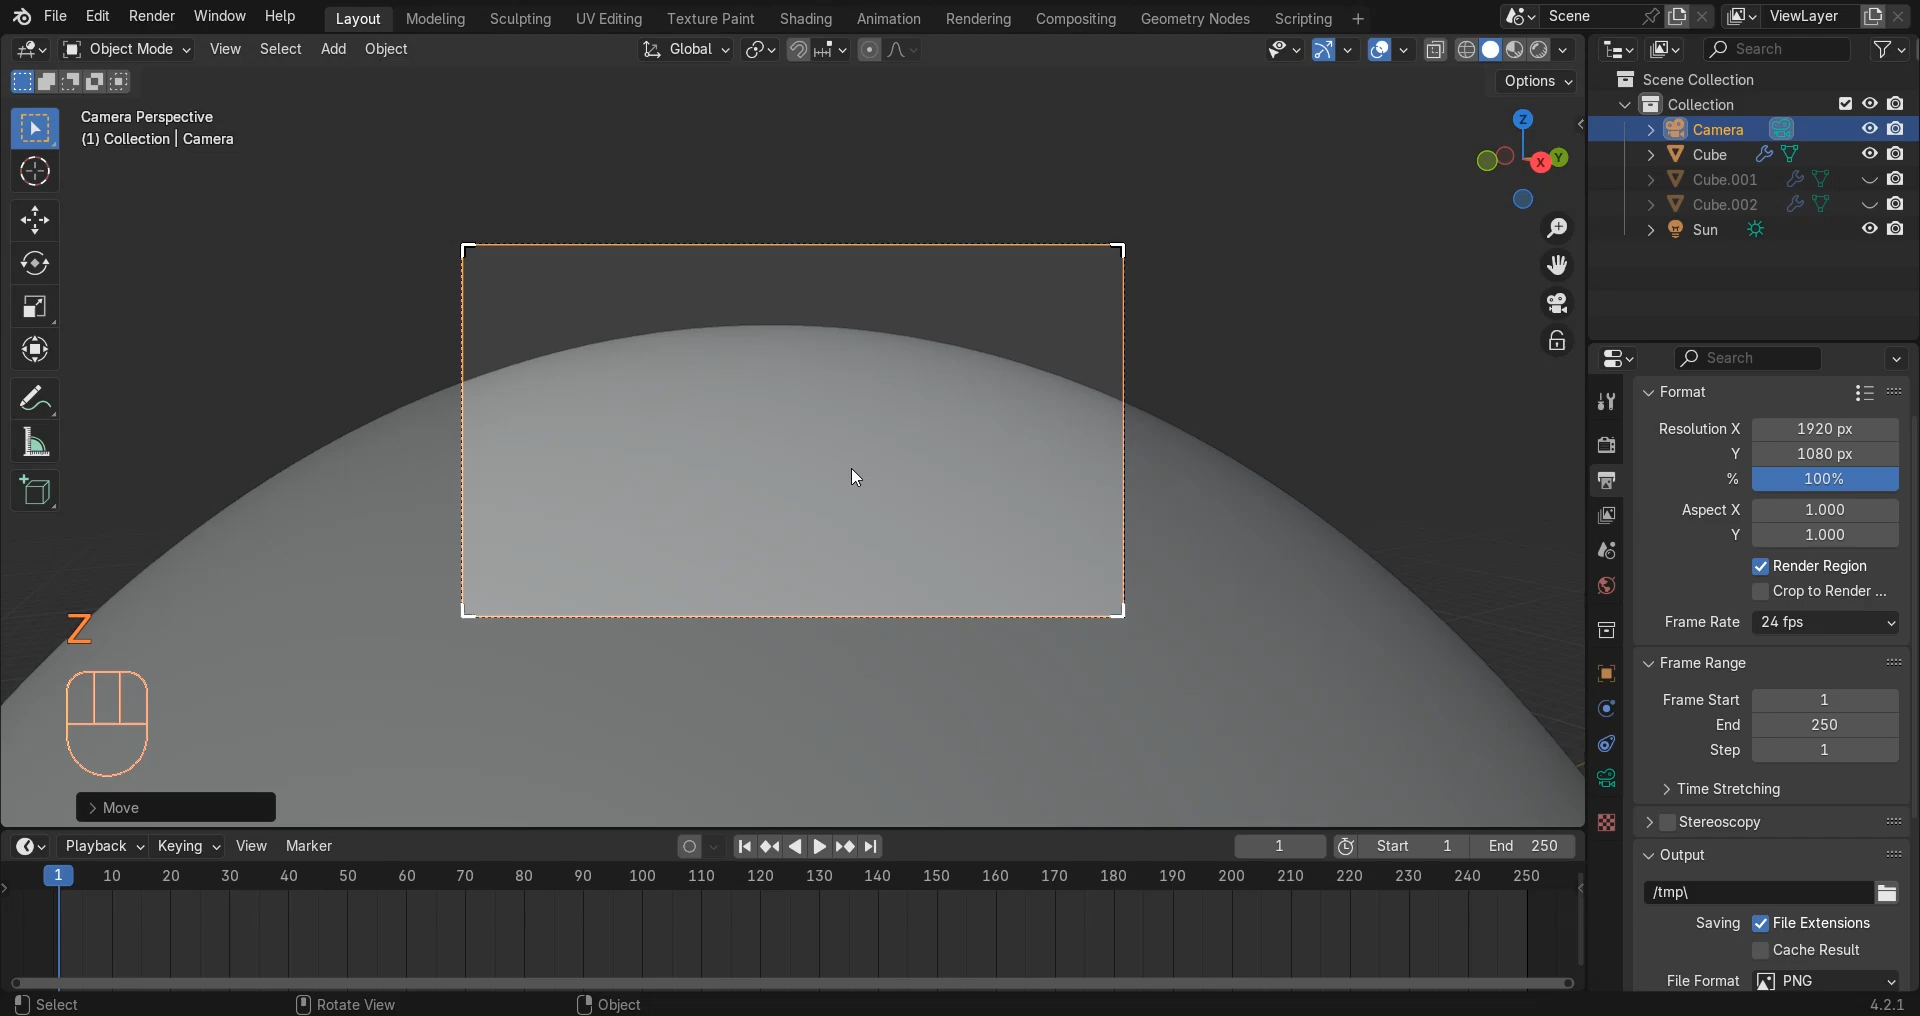 File Edit Render Window Help Layout Modeling Sculpting UV Editing Texture Paint Shading Animation Rendering Compositing Geometry Nodes Scripting + Scene ViewLayer
Object Mode View Select Add Object Global Search
Options
Camera Perspective
(1) Collection | Camera
Z
X
Y
Z
Move
Scene Collection
Collection
Camera
Cube
Cube.001
Cube.002
Sun
Search
Format
Resolution X 1920 px
Y 1080 px
% 100%
Aspect X 1.000
Y 1.000
Render Region
Crop to Render ...
Frame Rate 24 fps
Frame Range
Frame Start 1
End 250
Step 1
Time Stretching
Stereoscopy
Output
/tmp\
Saving File Extensions
Cache Result
File Format PNG
Playback Keying View Marker 1 Start 1 End 250
1 10 20 30 40 50 60 70 80 90 100 110 120 130 140 150 160 170 180 190 200 210 220 230 240 250
Select Rotate View Object 4.2.1